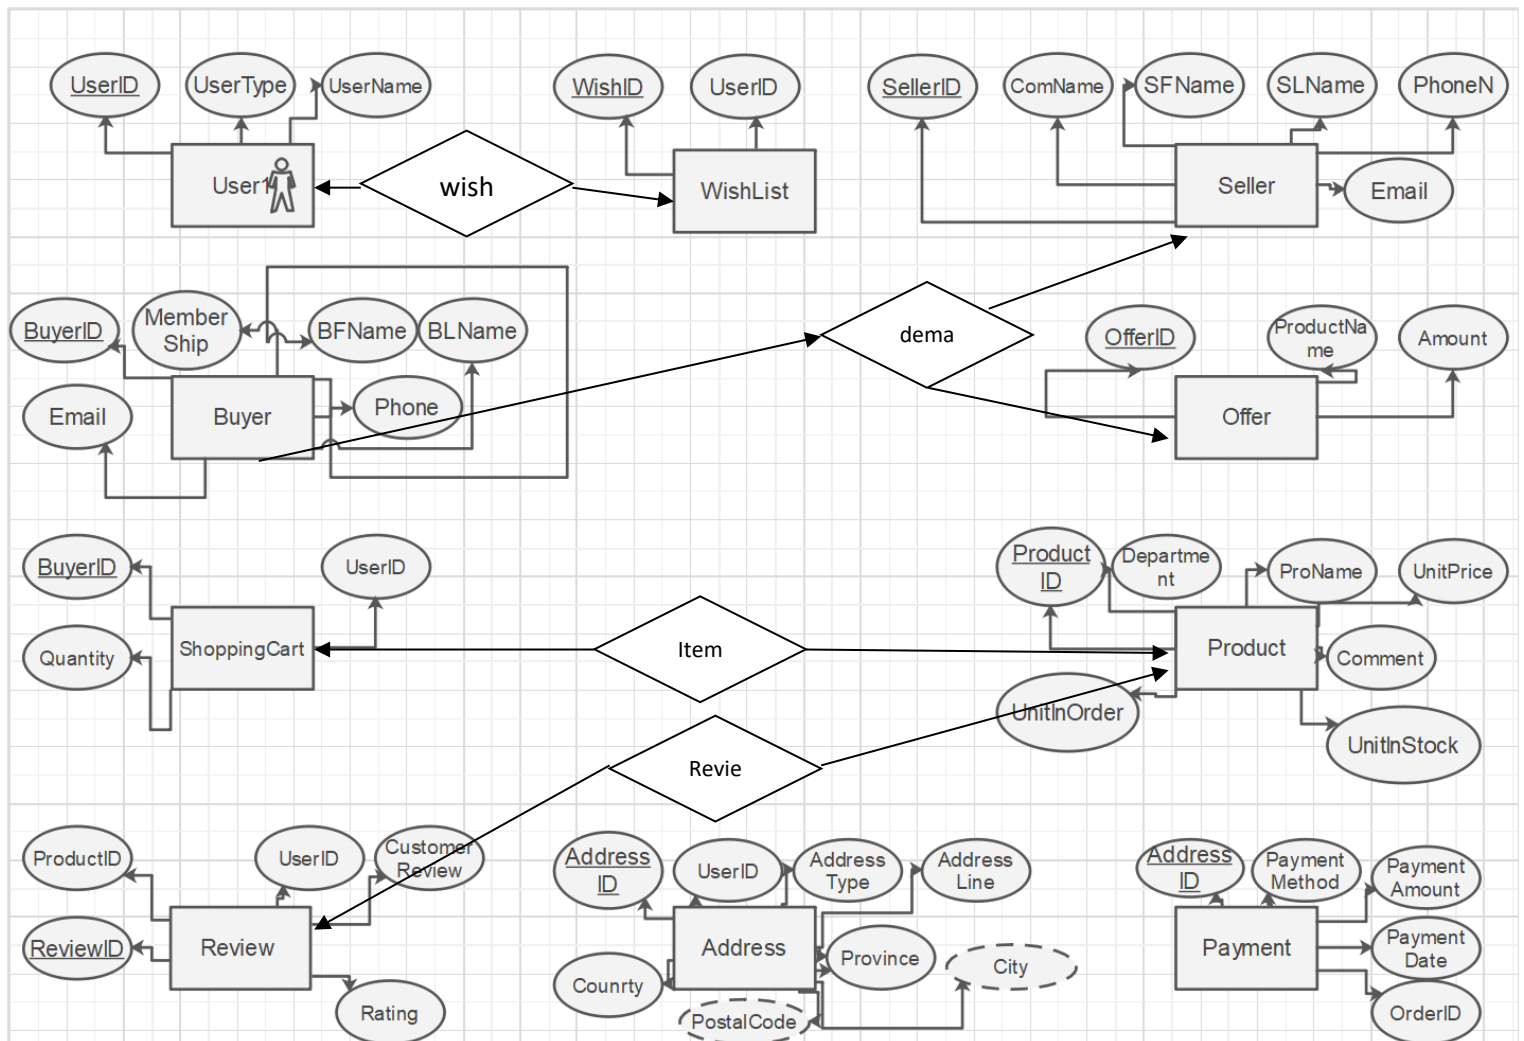 UserID
UserType
UserName
WishID
UserID
SellerID
ComName
SFName
SLName
PhoneN
User1
wish
WishList
Seller
Email
BuyerID
Member
Ship
BFName
BLName
dema
OfferID
ProductNa
me
Amount
Email
Buyer
Phone
Offer
BuyerID
UserID
Product
ID
Departme
nt
ProName
UnitPrice
Quantity
ShoppingCart
Item
Product
Comment
UnitInOrder
UnitInStock
Revie
ProductID
UserID
Customer
Review
Address
ID
UserID
Address
Type
Address
Line
Address
ID
Payment
Method
Payment
Amount
ReviewID
Review
Address
Province
City
Payment
Payment
Date
Counrty
Rating
PostalCode
OrderID